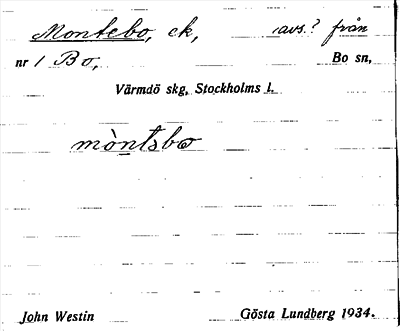 Montebo, ek, avs.? från
nr 1 Bo, Bo sn,
Värmdö skg, Stockholms l.
mòntsbo
John Westin Gösta Lundberg 1934.